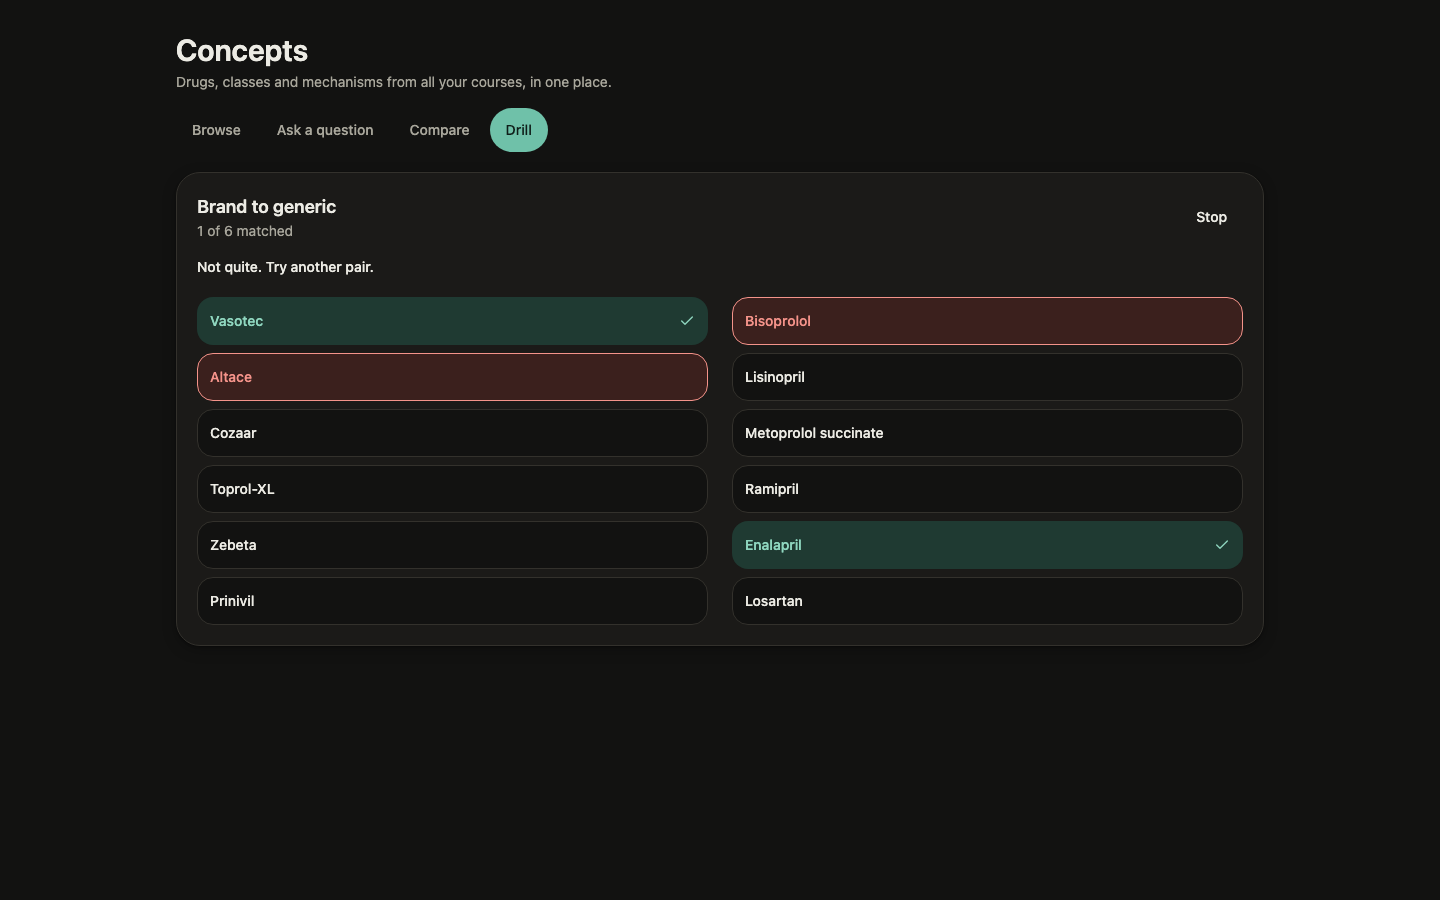 Concepts
Drugs, classes and mechanisms from all your courses, in one place.
Browse Ask a question Compare Drill
Brand to generic
Stop
1 of 6 matched
Not quite. Try another pair.
Vasotec Bisoprolol
Altace Lisinopril
Cozaar Metoprolol succinate
Toprol-XL Ramipril
Zebeta Enalapril
Prinivil Losartan